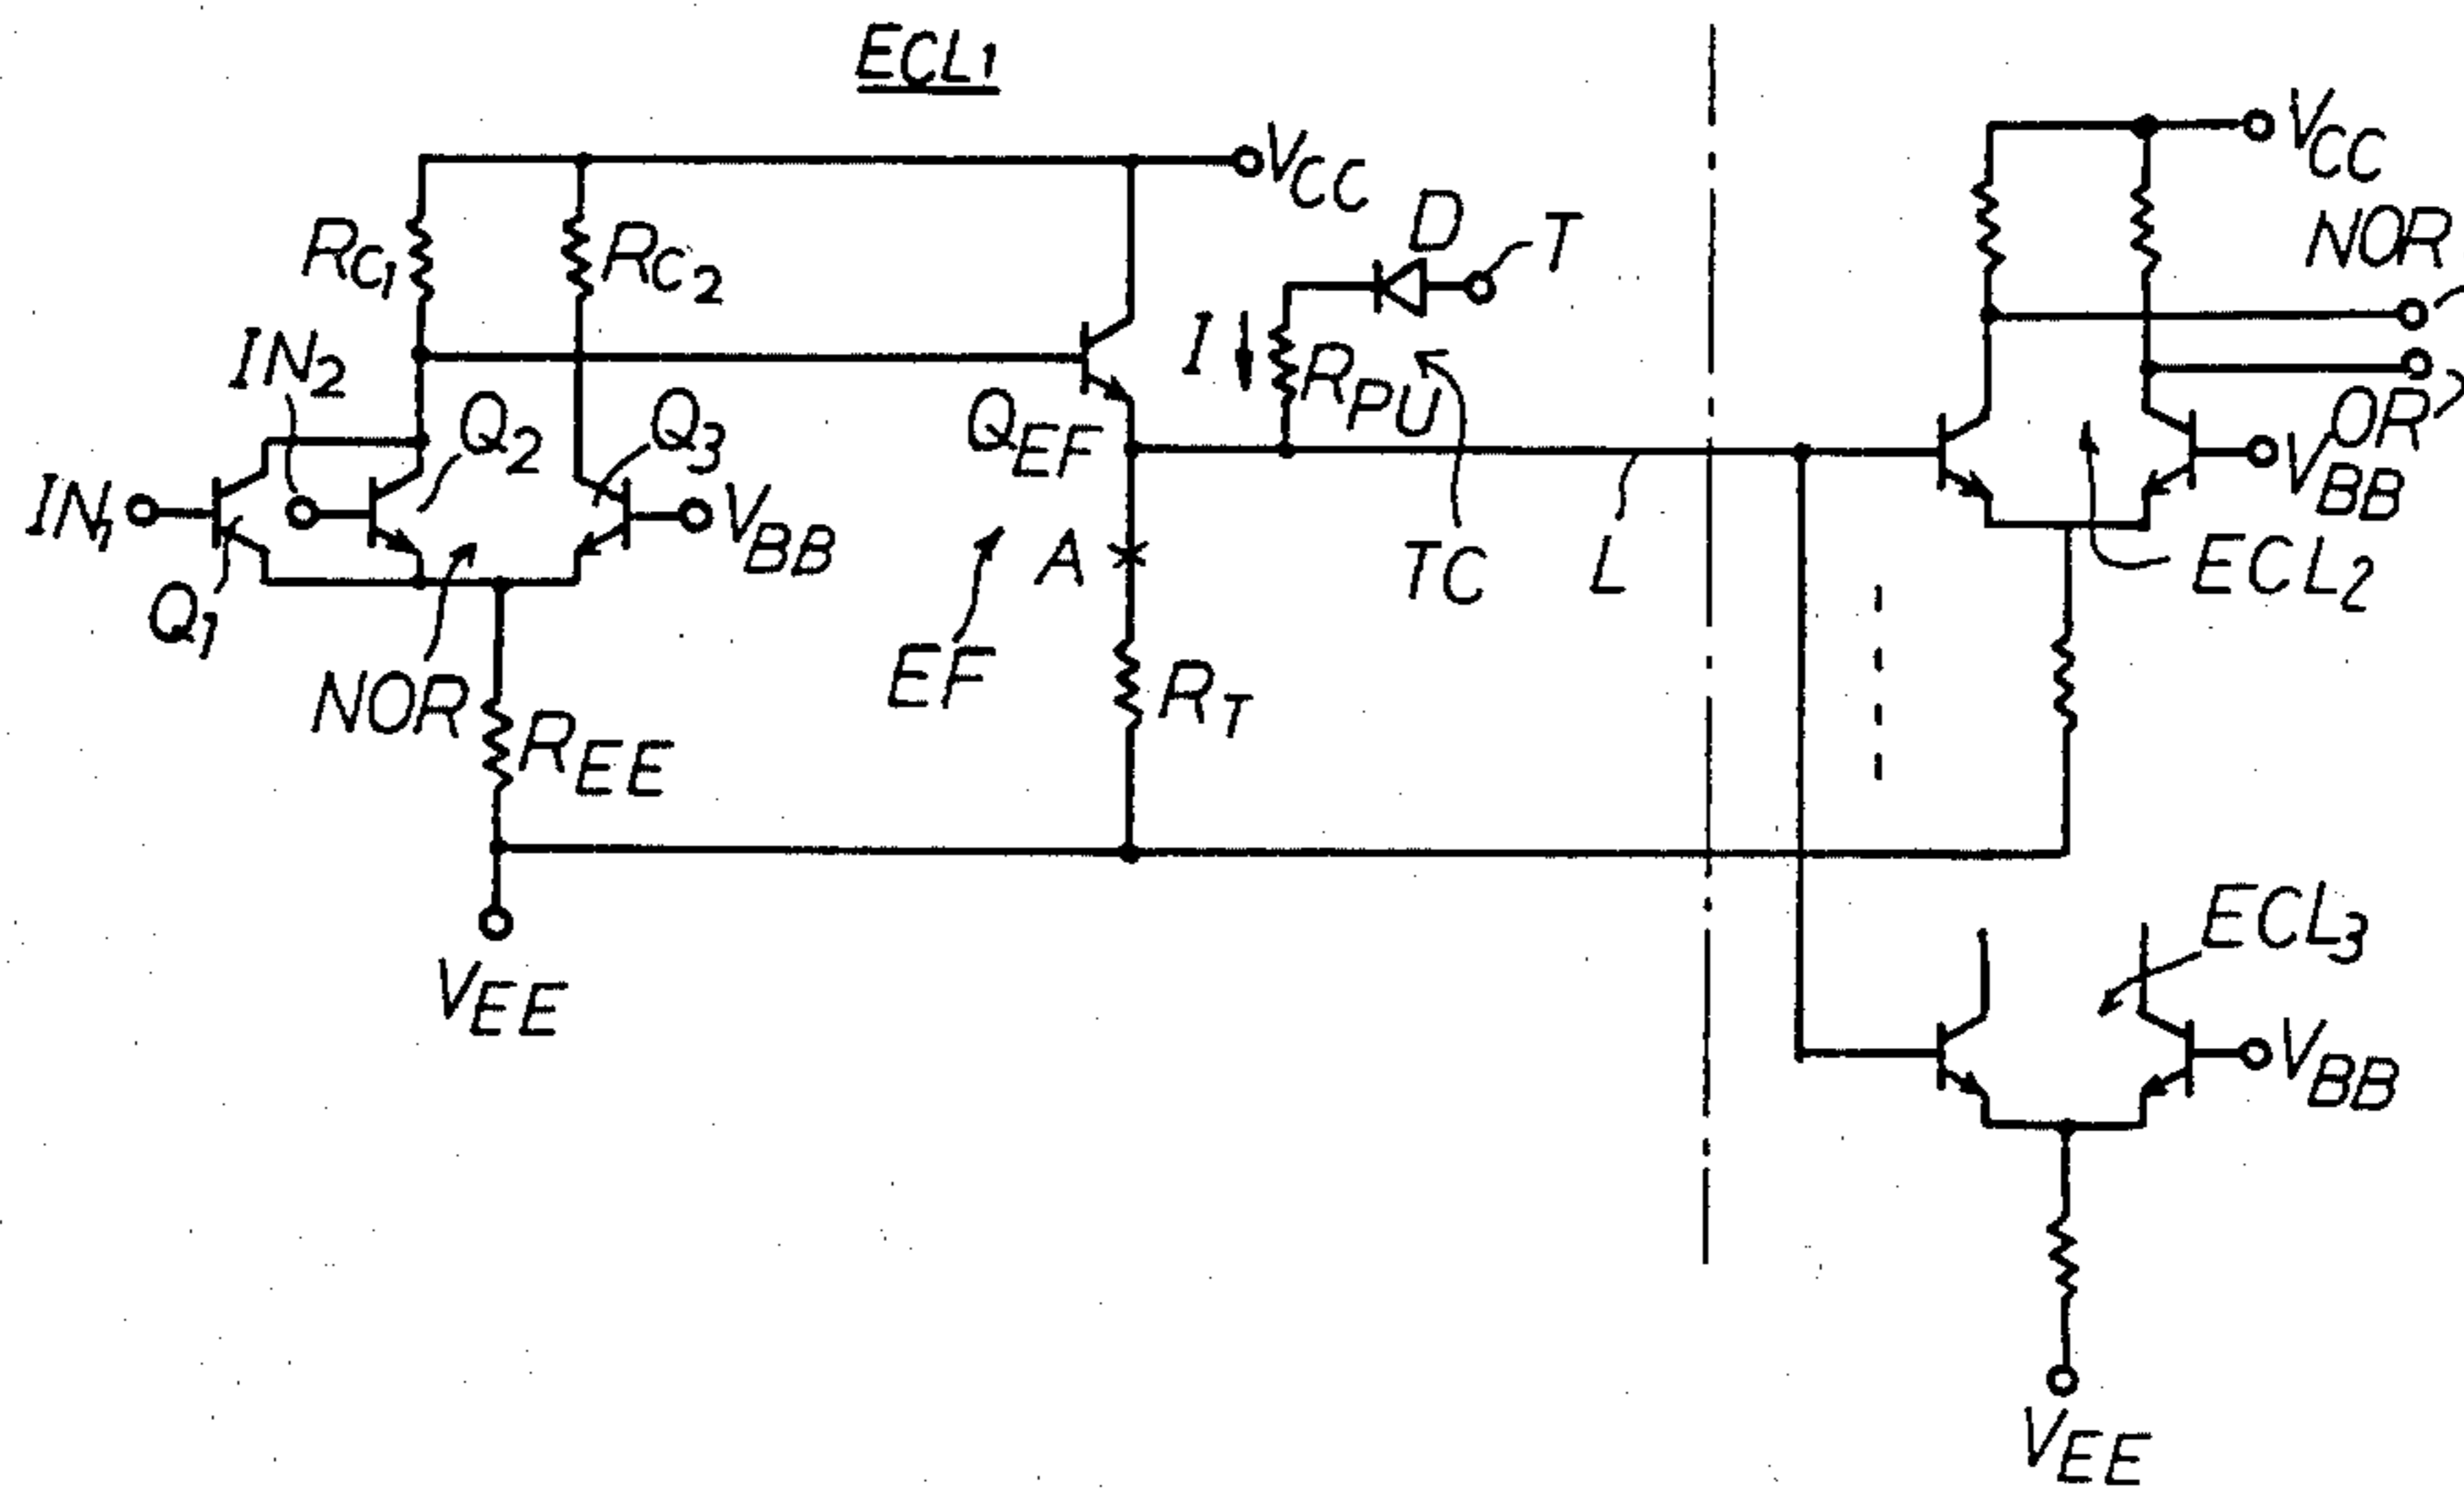 ECL1
VCC
VCC
D
T
RC1
RC2
NOR
IN2
I
RPU
Q2
Q3
QEF
OR
IN1
VBB
VBB
A
TC
L
ECL2
Q1
EF
NOR
RT
REE
ECL3
VEE
VBB
VEE